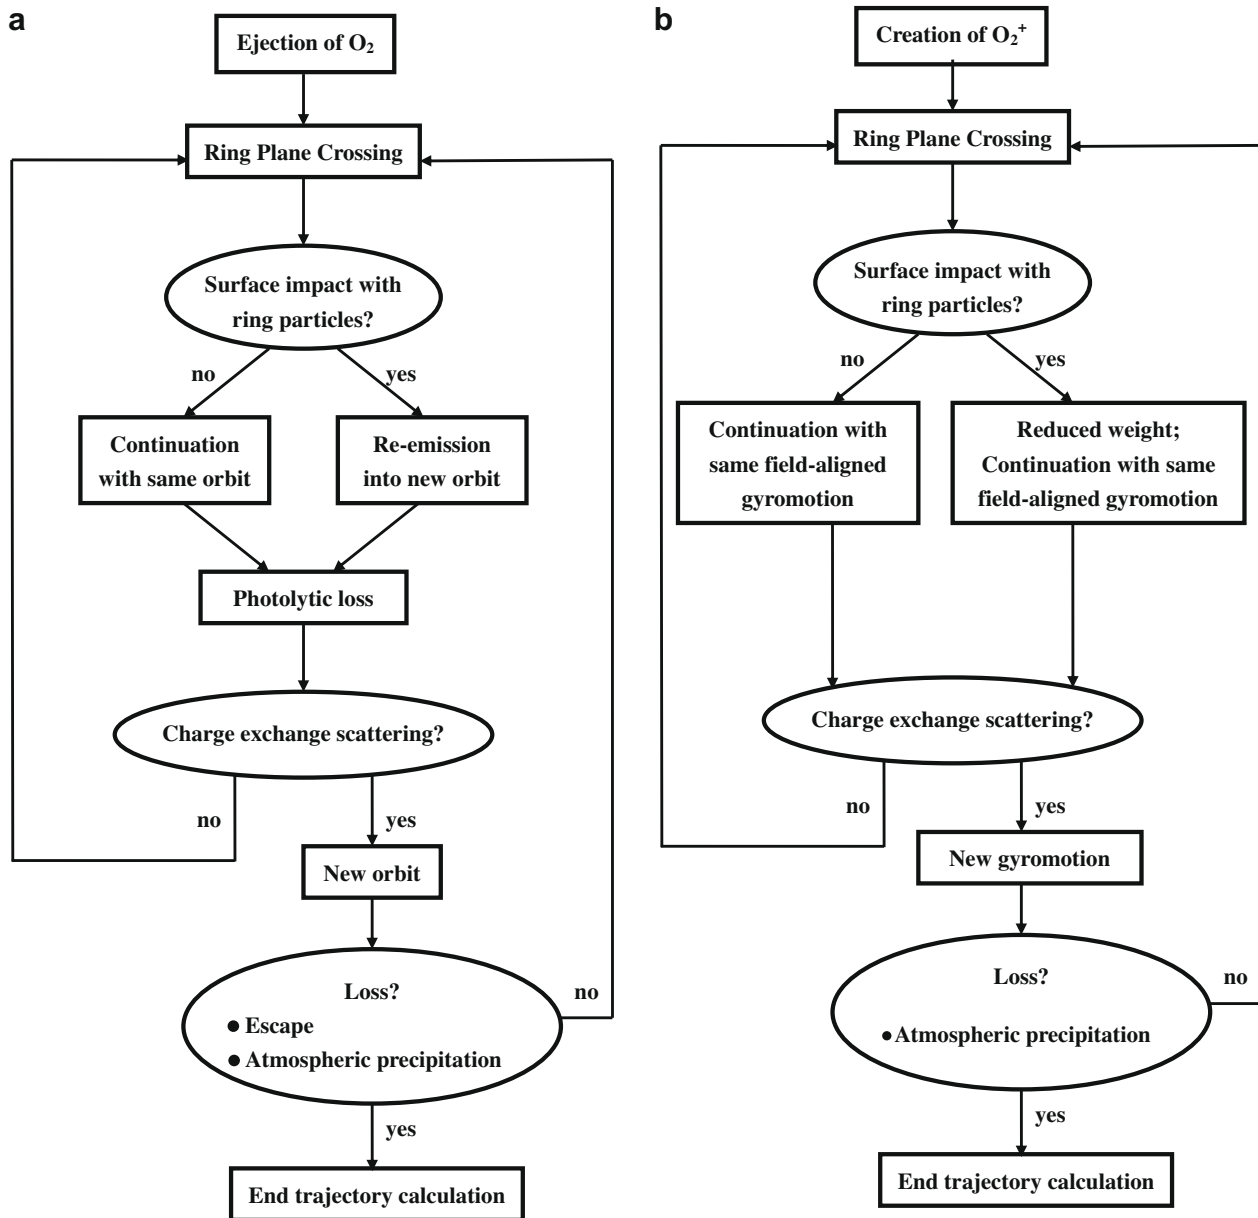 a
Ejection of O₂
Ring Plane Crossing
Surface impact with
ring particles?
no
yes
Continuation
with same orbit
Re-emission
into new orbit
Photolytic loss
Charge exchange scattering?
no
yes
New orbit
Loss?
● Escape
● Atmospheric precipitation
no
yes
End trajectory calculation
b
Creation of O₂⁺
Ring Plane Crossing
Surface impact with
ring particles?
no
yes
Continuation with
same field-aligned
gyromotion
Reduced weight;
Continuation with same
field-aligned gyromotion
Charge exchange scattering?
no
yes
New gyromotion
Loss?
● Atmospheric precipitation
no
yes
End trajectory calculation